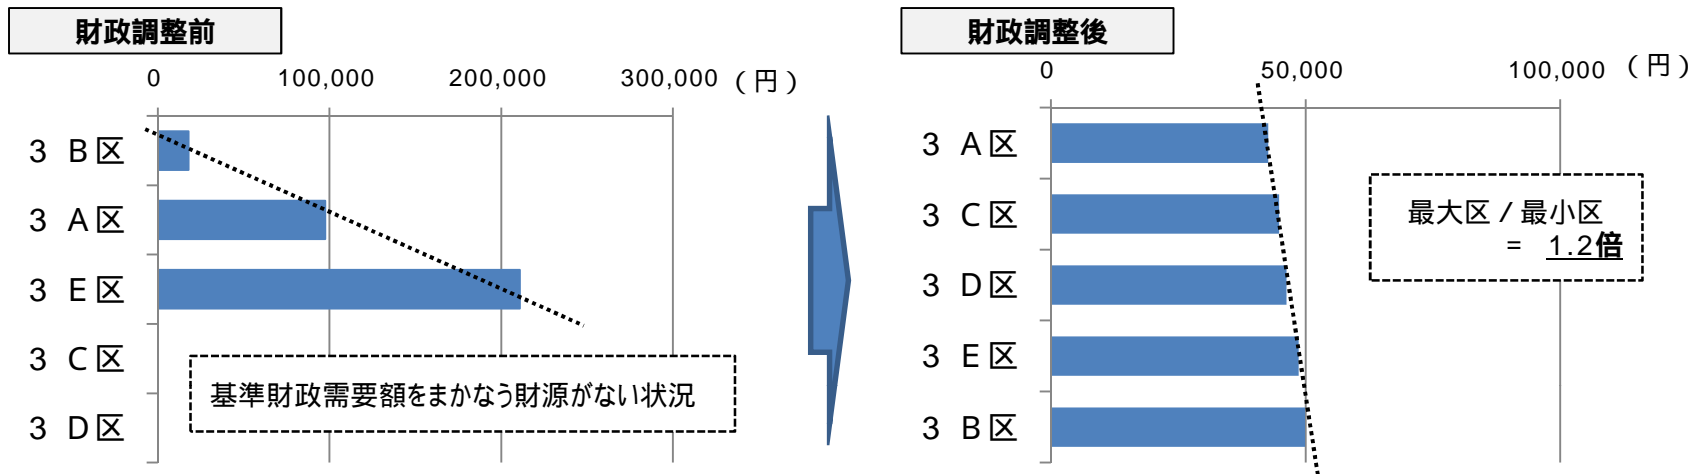 財政調整前
0 100,000 200,000 300,000 (円)
3 B区
3 A区
3 E区
3 C区
3 D区
基準財政需要額をまかなう財源がない状況
財政調整後
0 50,000 100,000 (円)
3 A区
3 C区
3 D区
3 E区
3 B区
最大区/最小区
= 1.2倍